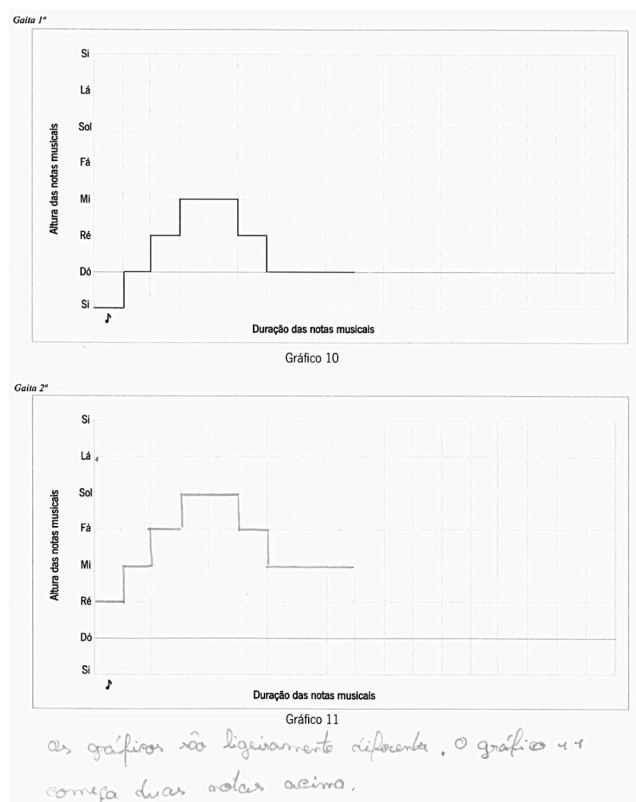 Gaita 1ª
Si
Lá
Sol
Fá
Mi
Ré
Dó
Si
Altura das notas musicais
♪
Duração das notas musicais
Gráfico 10
Gaita 2ª
Si
Lá
Sol
Fá
Mi
Ré
Dó
Si
Altura das notas musicais
♪
Duração das notas musicais
Gráfico 11
os gráficos são ligeiramente diferente. O gráfico 11
começa duas notas acima.